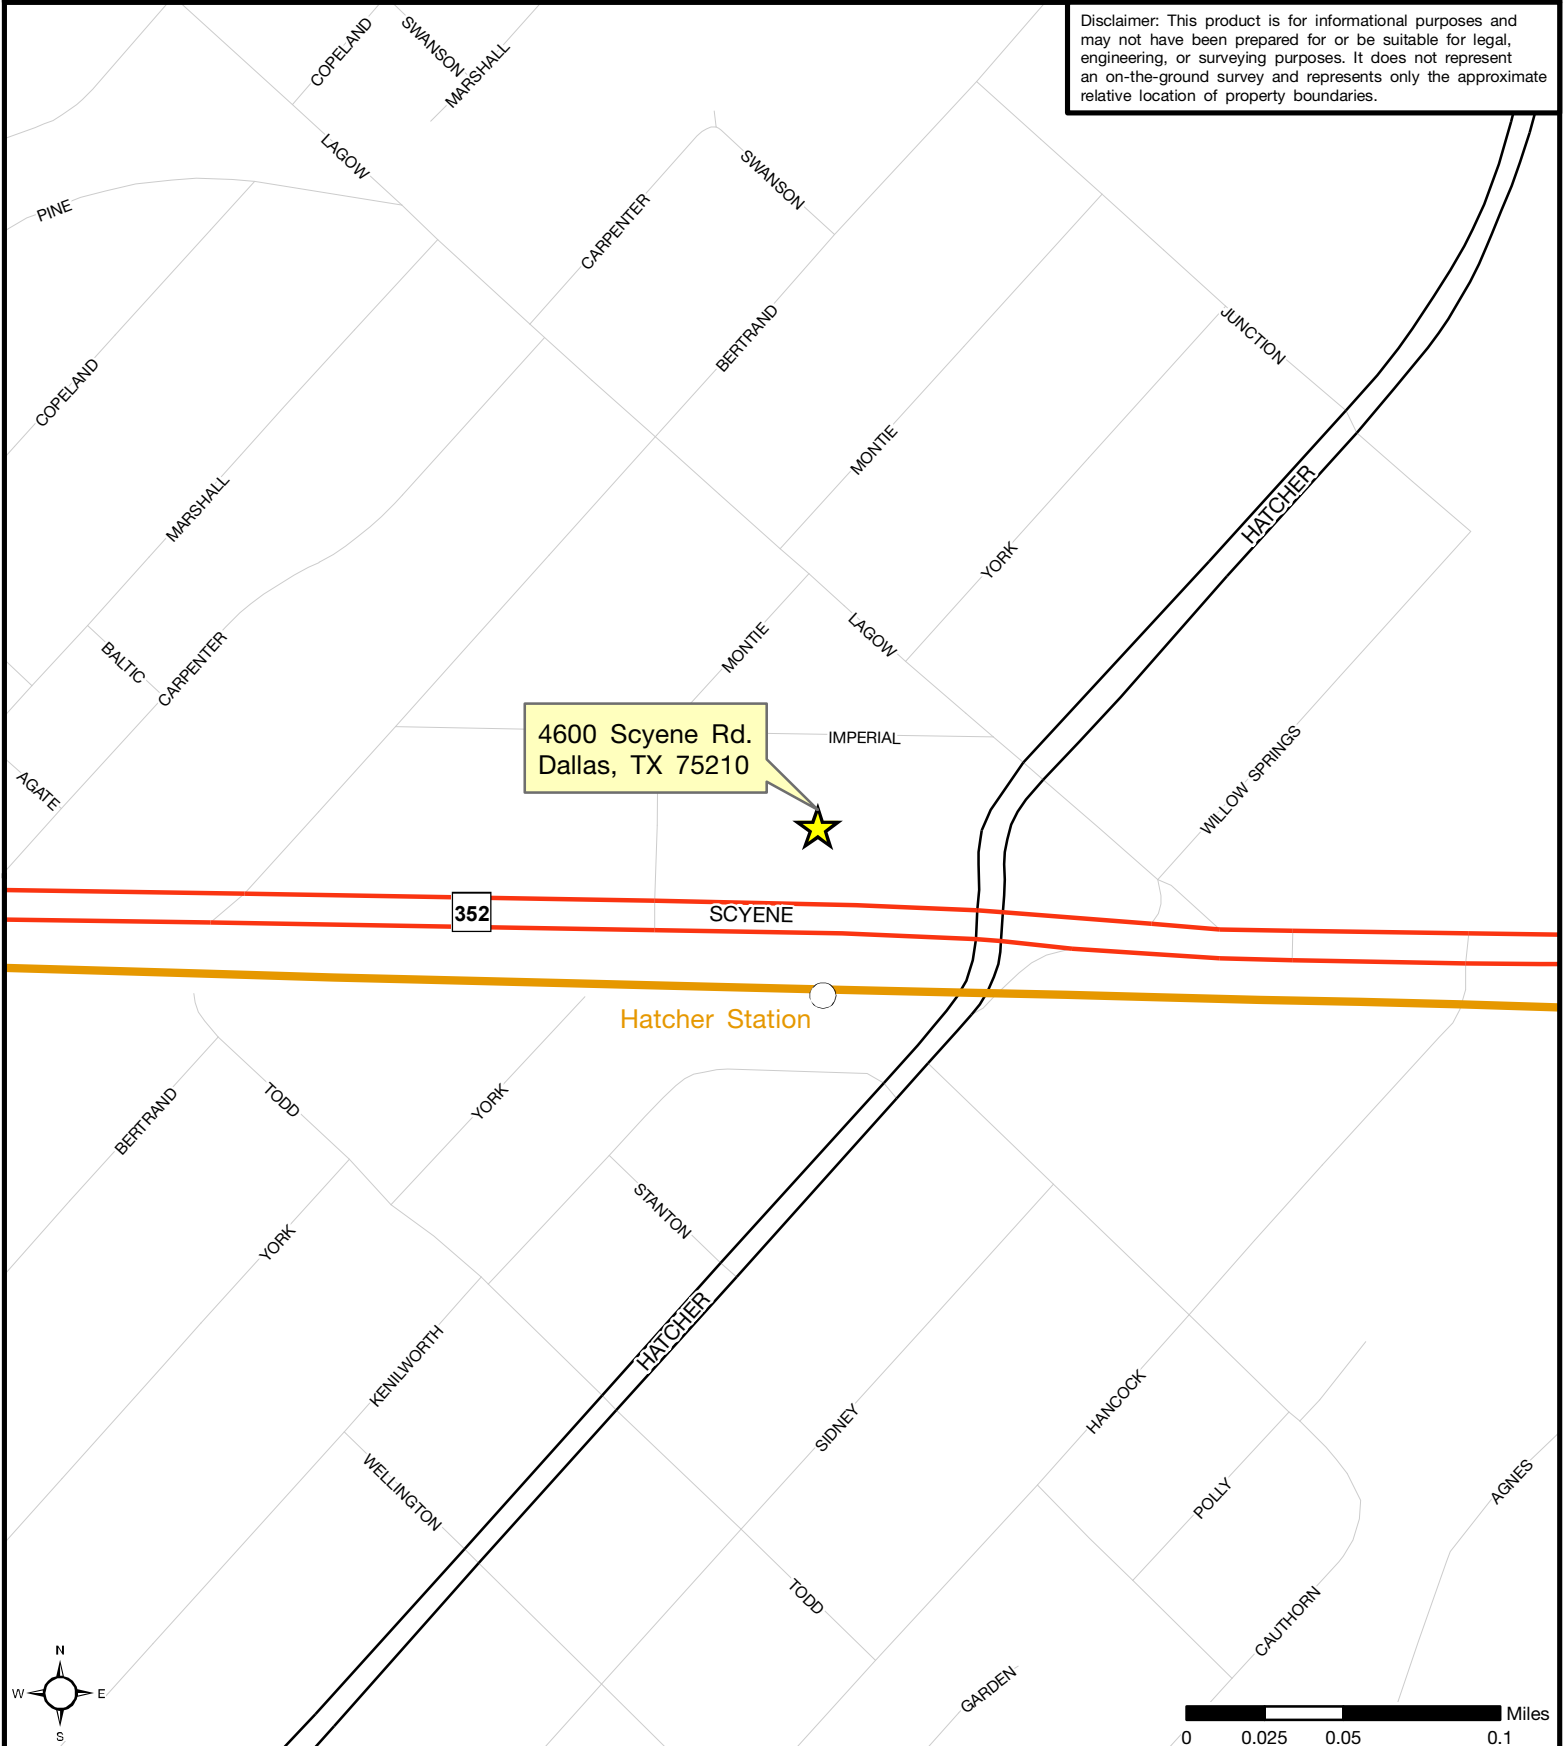 Disclaimer: This product is for informational purposes and
may not have been prepared for or be suitable for legal,
engineering, or surveying purposes. It does not represent
an on-the-ground survey and represents only the approximate
relative location of property boundaries.
COPELAND
SWANSON
MARSHALL
LAGOW
SWANSON
PINE
CARPENTER
BERTRAND
JUNCTION
COPELAND
MONTIE
MARSHALL
HATCHER
YORK
LAGOW
MONTIE
BALTIC
CARPENTER
4600 Scyene Rd.
Dallas, TX 75210
IMPERIAL
WILLOW SPRINGS
AGATE
352
SCYENE
Hatcher Station
BERTRAND
TODD
YORK
STANTON
YORK
HATCHER
KENILWORTH
SIDNEY
HANCOCK
WELLINGTON
POLLY
AGNES
TODD
CAUTHORN
GARDEN
N
W
E
S
Miles
0 0.025 0.05 0.1